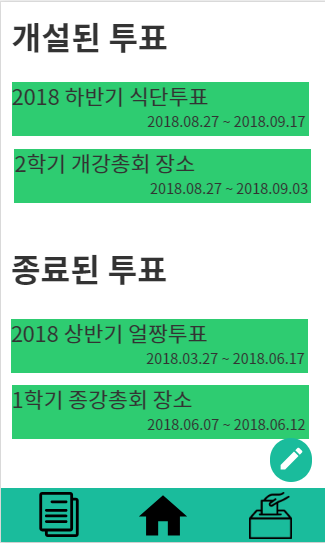 개설된 투표
2018 하반기 식단투표
2018.08.27 ~ 2018.09.17
2학기 개강총회 장소
2018.08.27 ~ 2018.09.03
종료된 투표
2018 상반기 얼짱투표
2018.03.27 ~ 2018.06.17
1학기 종강총회 장소
2018.06.07 ~ 2018.06.12